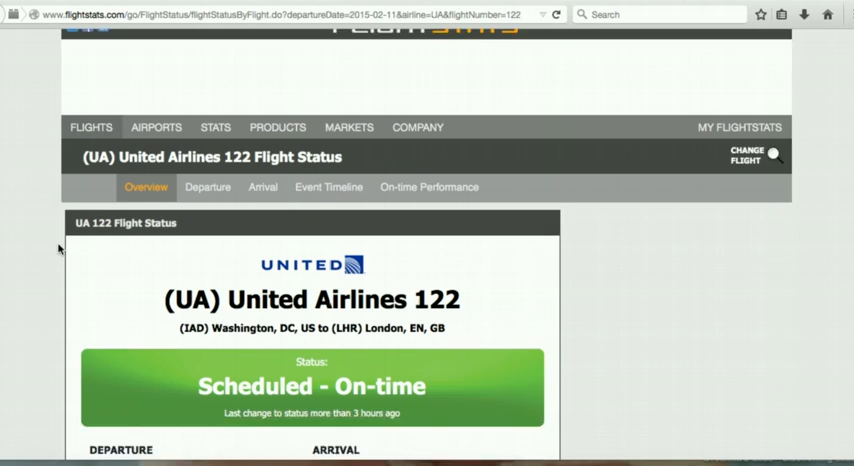 www.flightstats.com/go/FlightStatus/flightStatusByFlight.do?departureDate=2015-02-11&airline=UA&flightNumber=122
Search
FLIGHTSTATS
FLIGHTS AIRPORTS STATS PRODUCTS MARKETS COMPANY MY FLIGHTSTATS
(UA) United Airlines 122 Flight Status
CHANGE
FLIGHT
Overview Departure Arrival Event Timeline On-time Performance
UA 122 Flight Status
UNITED
(UA) United Airlines 122
(IAD) Washington, DC, US to (LHR) London, EN, GB
Status:
Scheduled - On-time
Last change to status more than 3 hours ago
DEPARTURE ARRIVAL